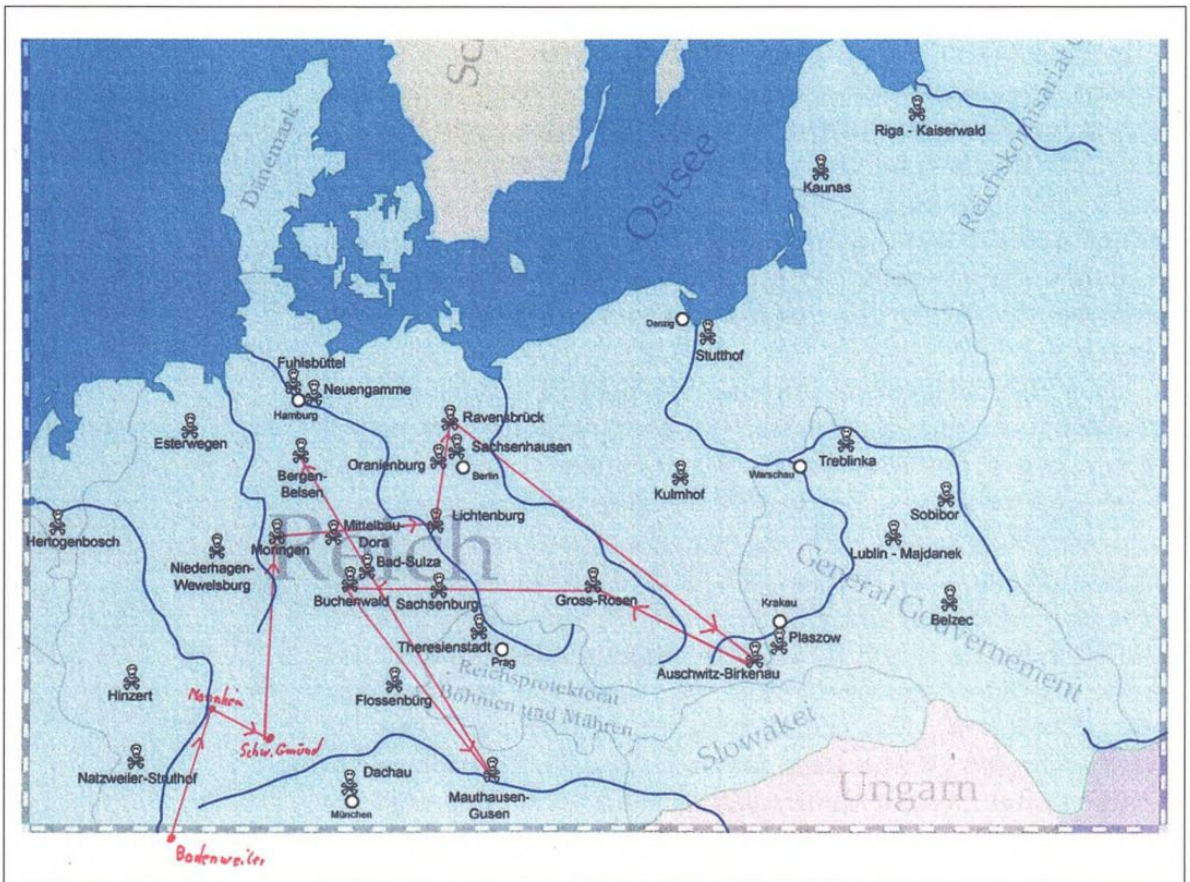 Sc
Dänemark
Ostsee
Riga - Kaiserwald
Reichskommisariat
Kaunas
Danzig
Stutthof
Fuhlsbüttel
Neuengamme
Hamburg
Ravensbrück
Esterwegen
Sachsenhausen
Oranienburg
Berlin
Bergen-
Belsen
Kulmhof
Warschau
Treblinka
Sobibor
Reich
Lichtenburg
Mittelbau-
Dora
Hertogenbosch
Moringen
Niederhagen-
Wewelsburg
Bad-Sulza
Lublin - Majdanek
General Gouvernement
Buchenwald
Sachsenburg
Gross-Rosen
Belzec
Krakau
Plaszow
Theresienstadt
Prag
Auschwitz-Birkenau
Reichsprotektorat
Böhmen und Mähren
Hinzert
Flossenbürg
Slowakei
Schw. Gmünd
Natzweiler-Struthof
Dachau
München
Mauthausen-
Gusen
Ungarn
Badenweiler